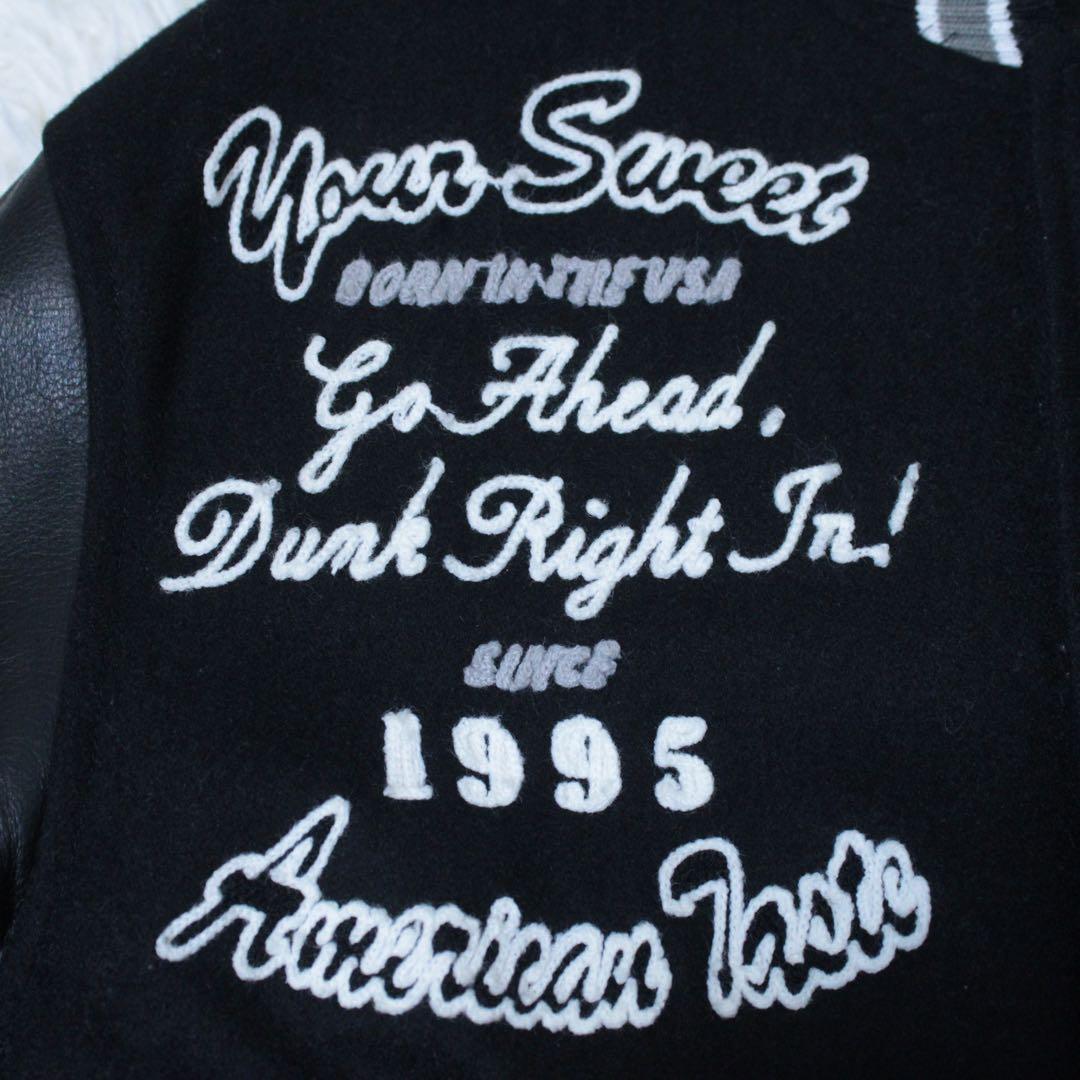 Your Sweet
BORN IN THE USA
Go Ahead.
Dunk Right In!
SINCE
1995
American Taste